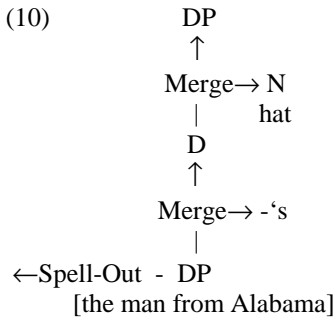 (10) DP
↑
Merge→ N
| hat
D
↑
Merge→ -‘s
|
←Spell-Out - DP
[the man from Alabama]